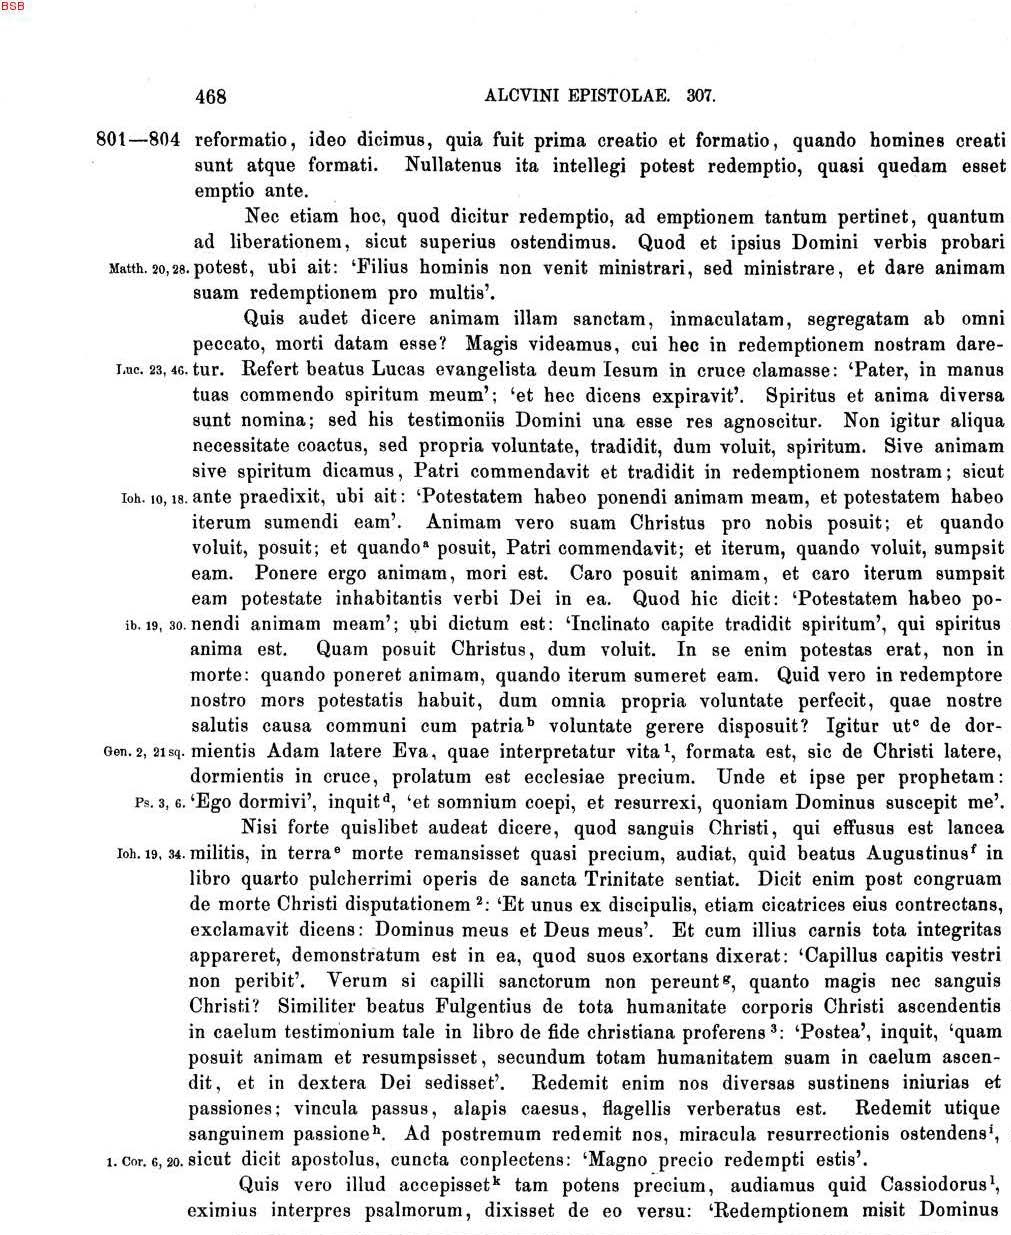 BSB
468 ALCVINI EPISTOLAE. 307.
801—804 reformatio, ideo dicimus, quia fuit prima creatio et formatio, quando homines creati
sunt atque formati. Nullatenus ita intellegi potest redemptio, quasi quedam esset
emptio ante.
Nec etiam hoc, quod dicitur redemptio, ad emptionem tantum pertinet, quantum
ad liberationem, sicut superius ostendimus. Quod et ipsius Domini verbis probari
Matth. 20, 28. potest, ubi ait: ‘Filius hominis non venit ministrari, sed ministrare, et dare animam
suam redemptionem pro multis’.
Quis audet dicere animam illam sanctam, inmaculatam, segregatam ab omni
peccato, morti datam esse? Magis videamus, cui hec in redemptionem nostram dare-
Luc. 23, 46. tur. Refert beatus Lucas evangelista deum Iesum in cruce clamasse: ‘Pater, in manus
tuas commendo spiritum meum’; ‘et hec dicens expiravit’. Spiritus et anima diversa
sunt nomina; sed his testimoniis Domini una esse res agnoscitur. Non igitur aliqua
necessitate coactus, sed propria voluntate, tradidit, dum voluit, spiritum. Sive animam
sive spiritum dicamus, Patri commendavit et tradidit in redemptionem nostram; sicut
Ioh. 10, 18. ante praedixit, ubi ait: ‘Potestatem habeo ponendi animam meam, et potestatem habeo
iterum sumendi eam’. Animam vero suam Christus pro nobis posuit; et quando
voluit, posuit; et quandoᵃ posuit, Patri commendavit; et iterum, quando voluit, sumpsit
eam. Ponere ergo animam, mori est. Caro posuit animam, et caro iterum sumpsit
eam potestate inhabitantis verbi Dei in ea. Quod hic dicit: ‘Potestatem habeo po-
ib. 19, 30. nendi animam meam’; ubi dictum est: ‘Inclinato capite tradidit spiritum’, qui spiritus
anima est. Quam posuit Christus, dum voluit. In se enim potestas erat, non in
morte: quando poneret animam, quando iterum sumeret eam. Quid vero in redemptore
nostro mors potestatis habuit, dum omnia propria voluntate perfecit, quae nostre
salutis causa communi cum patriaᵇ voluntate gerere disposuit? Igitur utᶜ de dor-
Gen. 2, 21 sq. mientis Adam latere Eva, quae interpretatur vita¹, formata est, sic de Christi latere,
dormientis in cruce, prolatum est ecclesiae precium. Unde et ipse per prophetam:
Ps. 3, 6. ‘Ego dormivi’, inquitᵈ, ‘et somnium coepi, et resurrexi, quoniam Dominus suscepit me’.
Nisi forte quislibet audeat dicere, quod sanguis Christi, qui effusus est lancea
Ioh. 19, 34. militis, in terraᵉ morte remansisset quasi precium, audiat, quid beatus Augustinusᶠ in
libro quarto pulcherrimi operis de sancta Trinitate sentiat. Dicit enim post congruam
de morte Christi disputationem²: ‘Et unus ex discipulis, etiam cicatrices eius contrectans,
exclamavit dicens: Dominus meus et Deus meus’. Et cum illius carnis tota integritas
appareret, demonstratum est in ea, quod suos exortans dixerat: ‘Capillus capitis vestri
non peribit’. Verum si capilli sanctorum non pereuntᵍ, quanto magis nec sanguis
Christi? Similiter beatus Fulgentius de tota humanitate corporis Christi ascendentis
in caelum testimonium tale in libro de fide christiana proferens³: ‘Postea’, inquit, ‘quam
posuit animam et resumpsisset, secundum totam humanitatem suam in caelum ascen-
dit, et in dextera Dei sedisset’. Redemit enim nos diversas sustinens iniurias et
passiones; vincula passus, alapis caesus, flagellis verberatus est. Redemit utique
sanguinem passioneʰ. Ad postremum redemit nos, miracula resurrectionis ostendensⁱ,
1. Cor. 6, 20. sicut dicit apostolus, cuncta conplectens: ‘Magno precio redempti estis’.
Quis vero illud accepissetᵏ tam potens precium, audiamus quid Cassiodorusˡ,
eximius interpres psalmorum, dixisset de eo versu: ‘Redemptionem misit Dominus